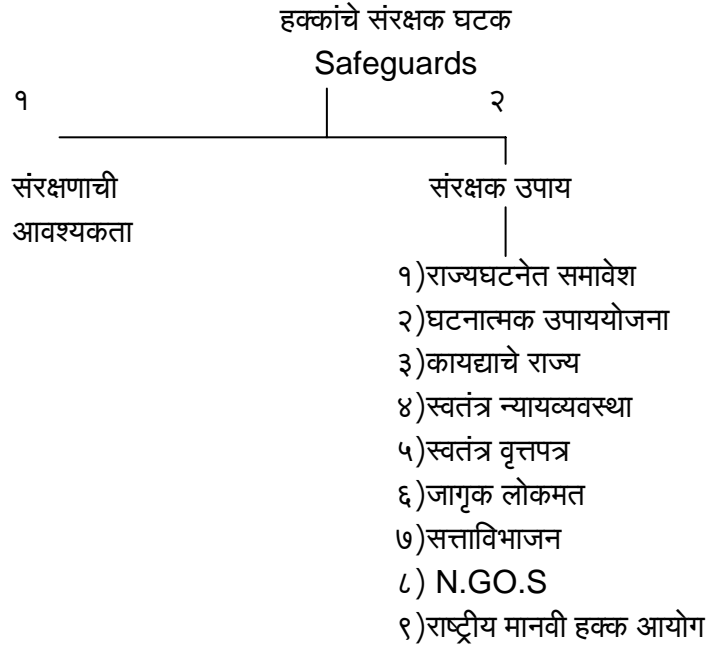 हक्कांचे संरक्षक घटक
Safeguards
१ २
संरक्षणाची
आवश्यकता
संरक्षक उपाय
१)राज्यघटनेत समावेश
२)घटनात्मक उपाययोजना
३)कायद्याचे राज्य
४)स्वतंत्र न्यायव्यवस्था
५)स्वतंत्र वृत्तपत्र
६)जागृक लोकमत
७)सत्ताविभाजन
८) N.GO.S
९)राष्ट्रीय मानवी हक्क आयोग